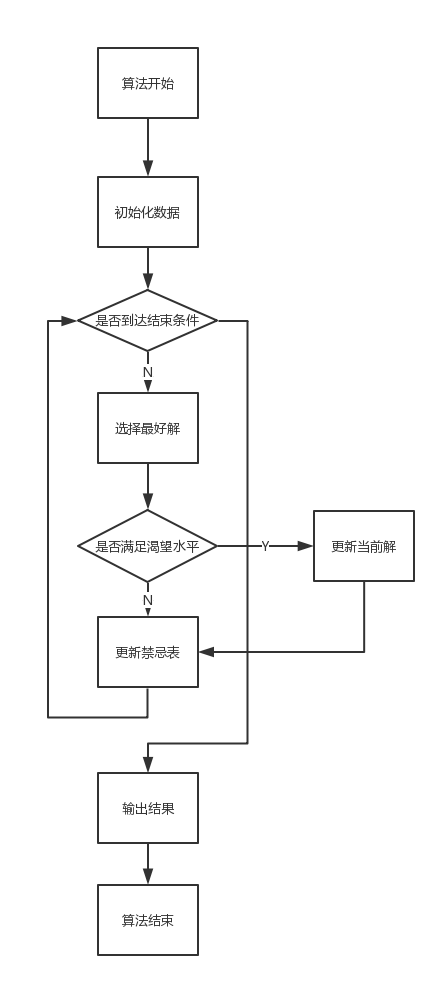 算法开始
初始化数据
是否到达结束条件
N
选择最好解
是否满足渴望水平
Y
更新当前解
N
更新禁忌表
输出结果
算法结束